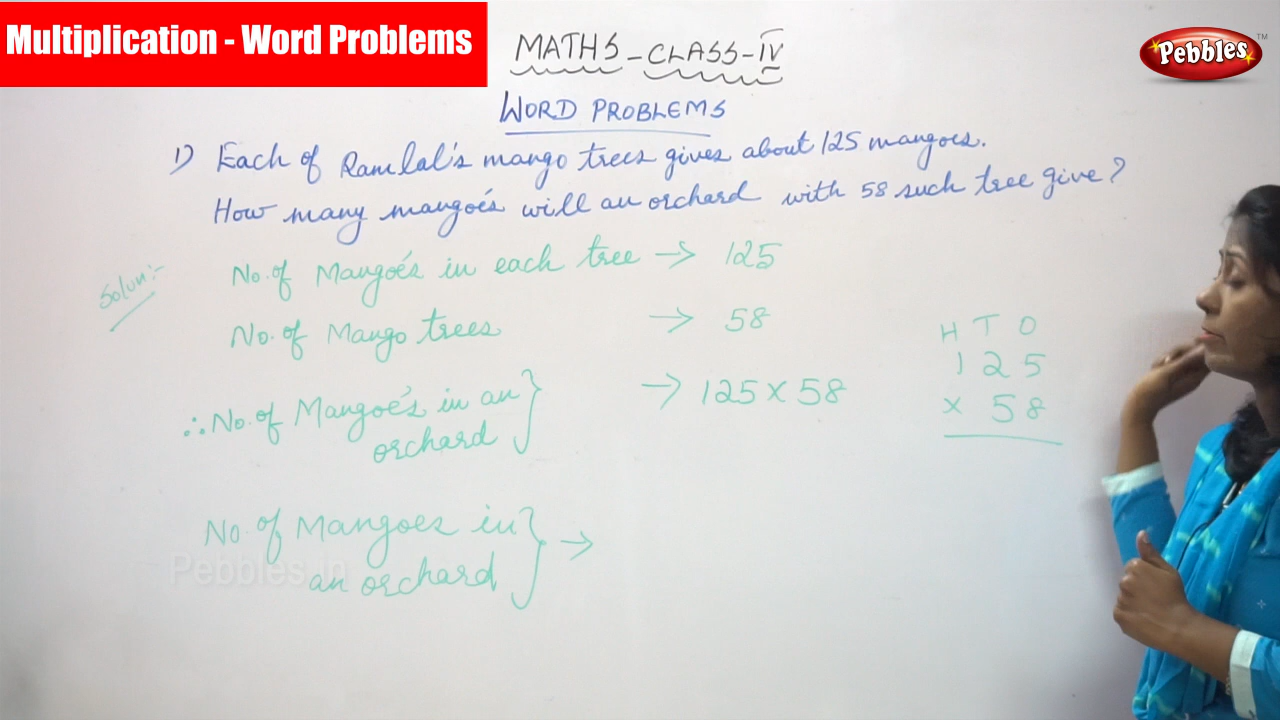 Multiplication - Word Problems
Pebbles TM
MATHS - CLASS - IV
WORD PROBLEMS
1) Each of Ramlal's mango trees gives about 125 mangoes.
How many mangoe's will an orchard with 58 such tree give?
Solun:-
No. of Mangoe's in each tree → 125
No. of Mango trees → 58
∴ No. of Mangoe's in an
orchard } → 125 x 58
H T O
1 2 5
x 5 8
No. of Mangoes in
an orchard } →
Pebbles.in